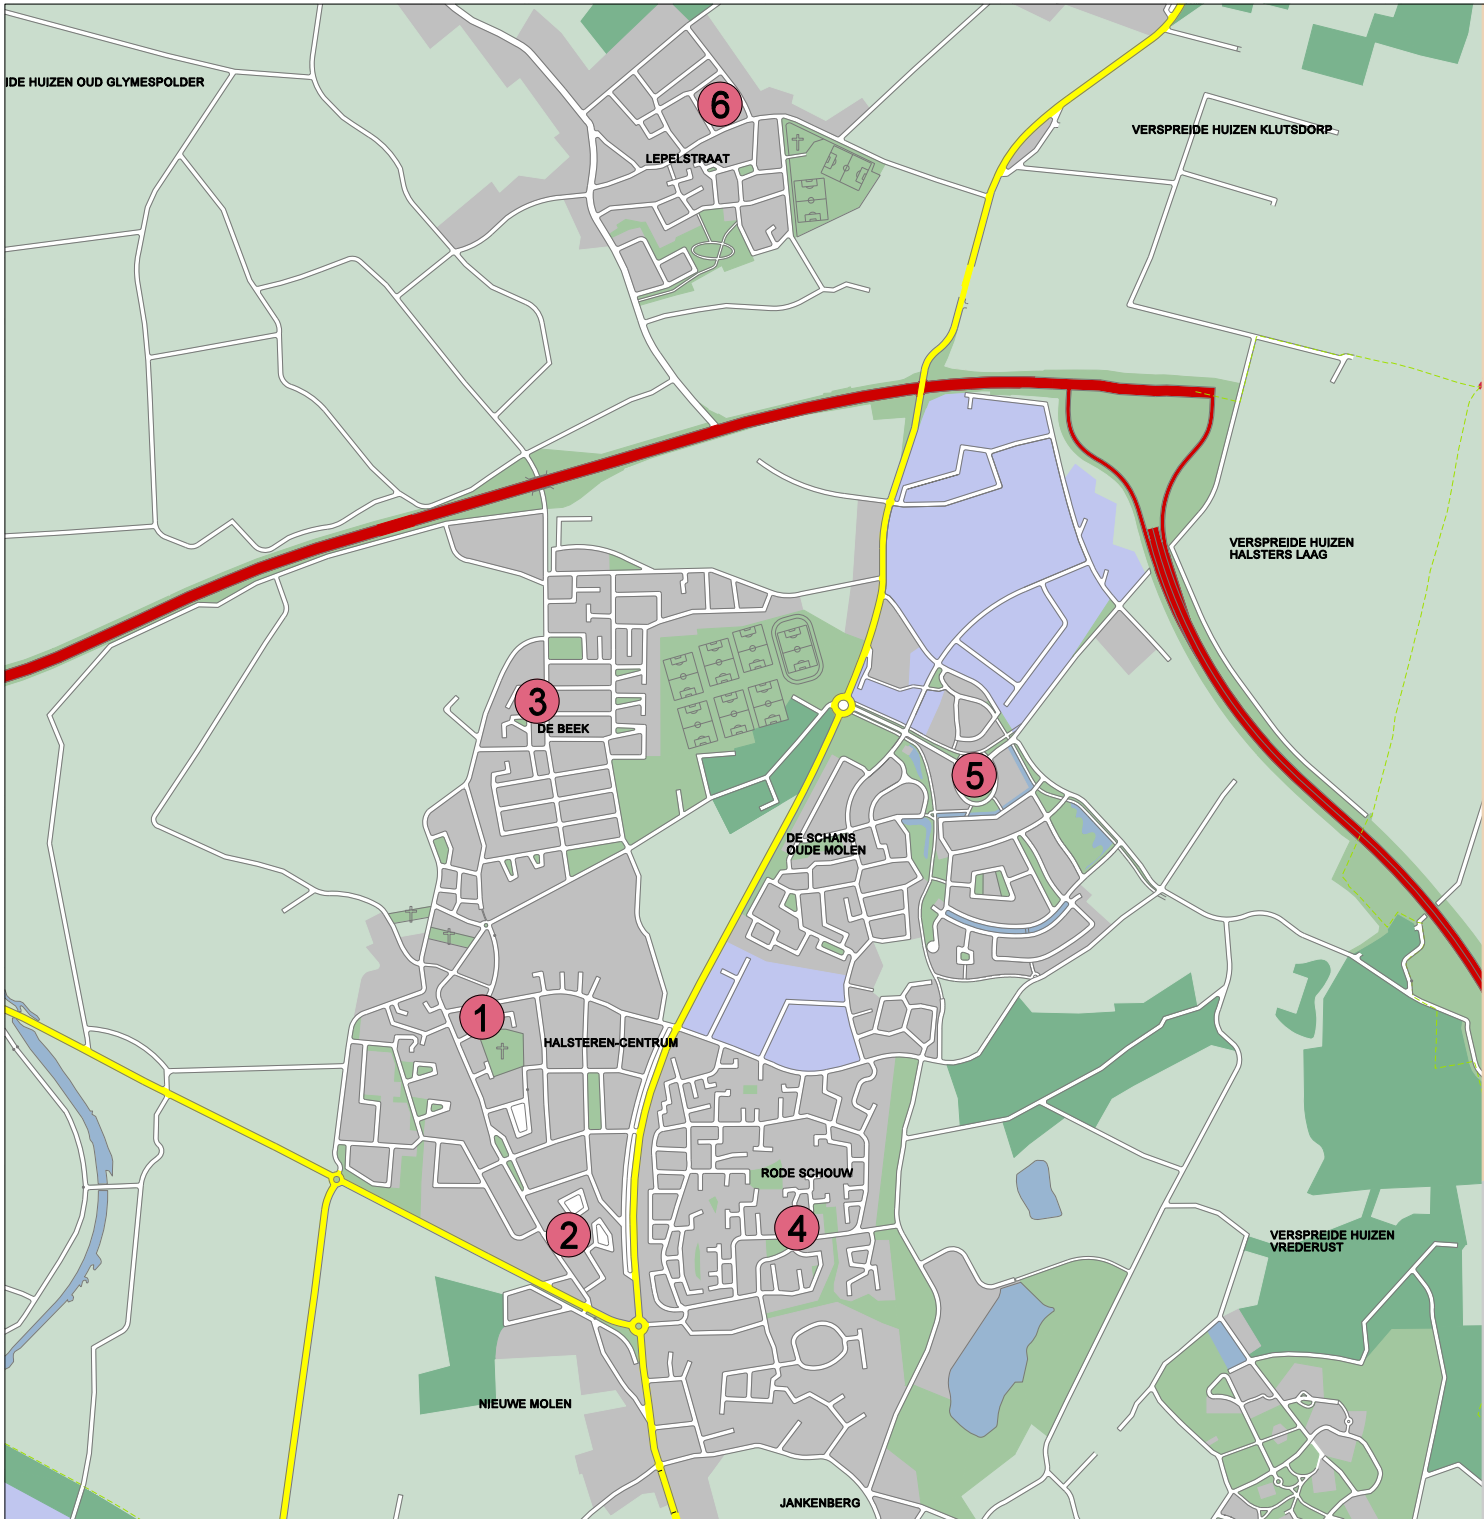 IDE HUIZEN OUD GLYMESPOLDER
6
VERSPREIDE HUIZEN KLUTSDORP
LEPELSTRAAT
VERSPREIDE HUIZEN
HALSTERS LAAG
3
DE BEEK
5
DE SCHANS
OUDE MOLEN
1
HALSTEREN-CENTRUM
RODE SCHOUW
2
4
VERSPREIDE HUIZEN
VREDERUST
NIEUWE MOLEN
JANKENBERG